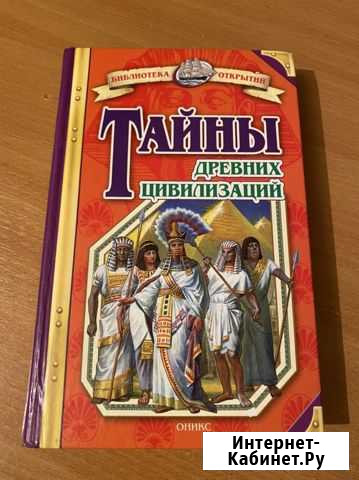 БИБЛИОТЕКА ОТКРЫТИЙ
ТАЙНЫ
ДРЕВНИХ
ЦИВИЛИЗАЦИЙ
ОНИКС
Интернет-
Кабинет.Ру